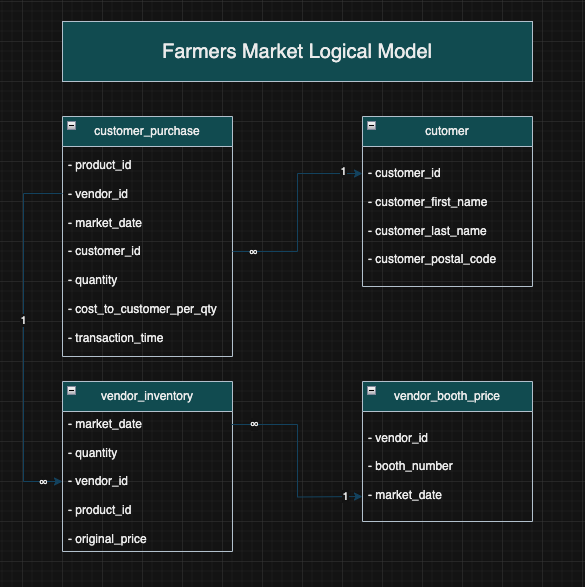 Farmers Market Logical Model
customer_purchase
- product_id
- vendor_id
- market_date
- customer_id
- quantity
- cost_to_customer_per_qty
- transaction_time
cutomer
- customer_id
- customer_first_name
- customer_last_name
- customer_postal_code
1
∞
1
∞
vendor_inventory
- market_date
- quantity
- vendor_id
- product_id
- original_price
∞
1
vendor_booth_price
- vendor_id
- booth_number
- market_date